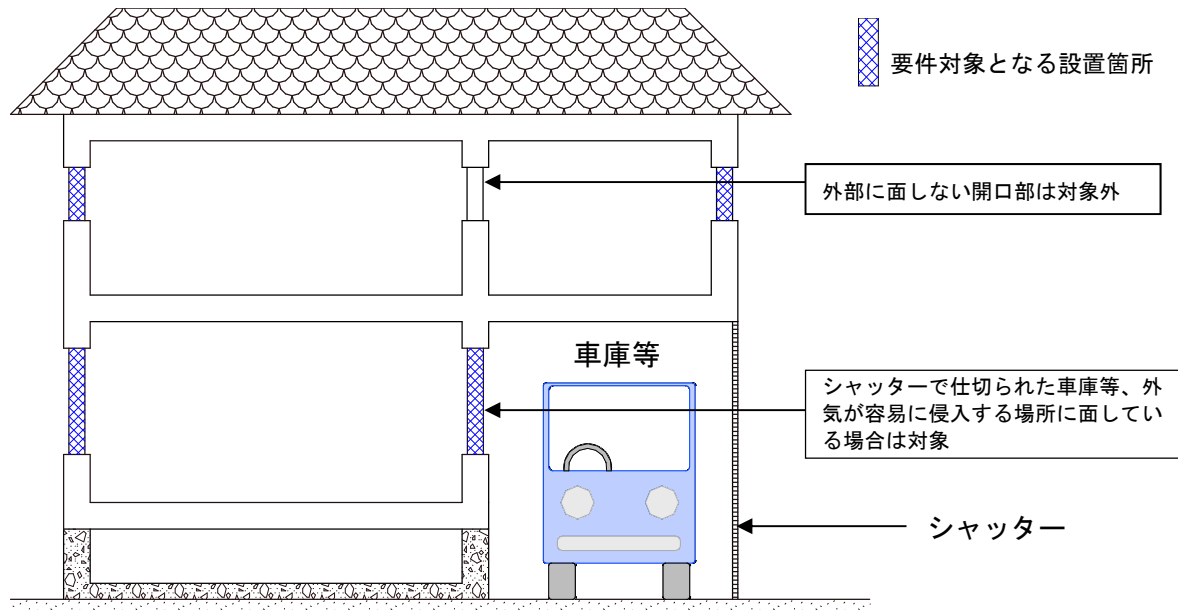 要件対象となる設置箇所
外部に面しない開口部は対象外
車庫等
シャッターで仕切られた車庫等、外
気が容易に侵入する場所に面してい
る場合は対象
シャッター